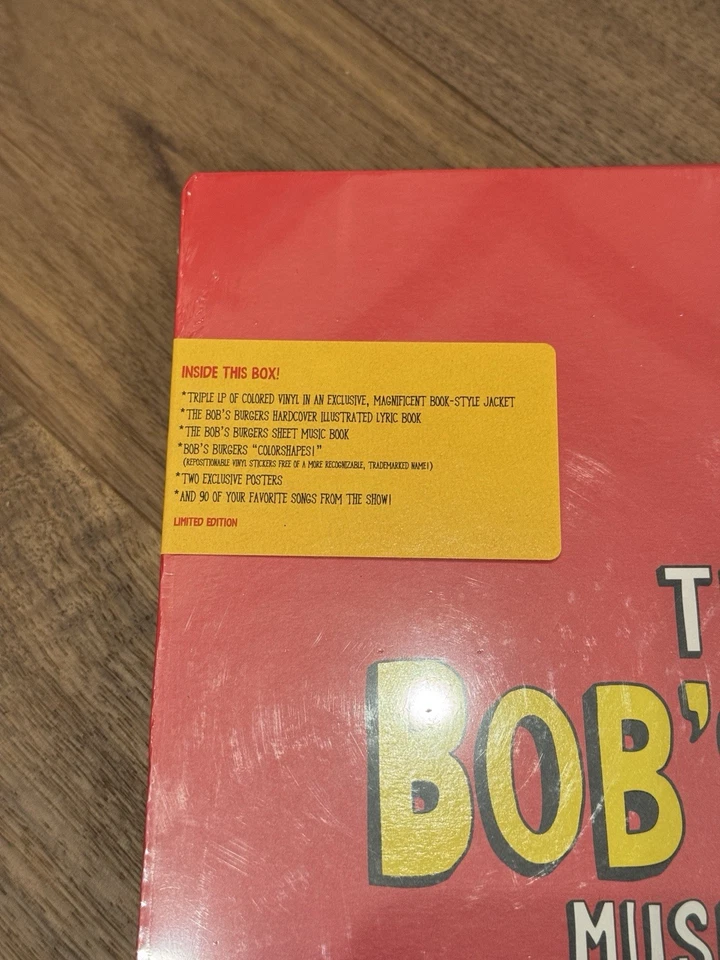 INSIDE THIS BOX!
*TRIPLE LP OF COLORED VINYL IN AN EXCLUSIVE, MAGNIFICENT BOOK-STYLE JACKET
*THE BOB'S BURGERS HARDCOVER ILLUSTRATED LYRIC BOOK
*THE BOB'S BURGERS SHEET MUSIC BOOK
*BOB'S BURGERS "COLORSHAPES!"
(REPOSITIONABLE VINYL STICKERS FREE OF A MORE RECOGNIZABLE, TRADEMARKED NAME!)
*TWO EXCLUSIVE POSTERS
*AND 90 OF YOUR FAVORITE SONGS FROM THE SHOW!
LIMITED EDITION
T
BOB'
MUS